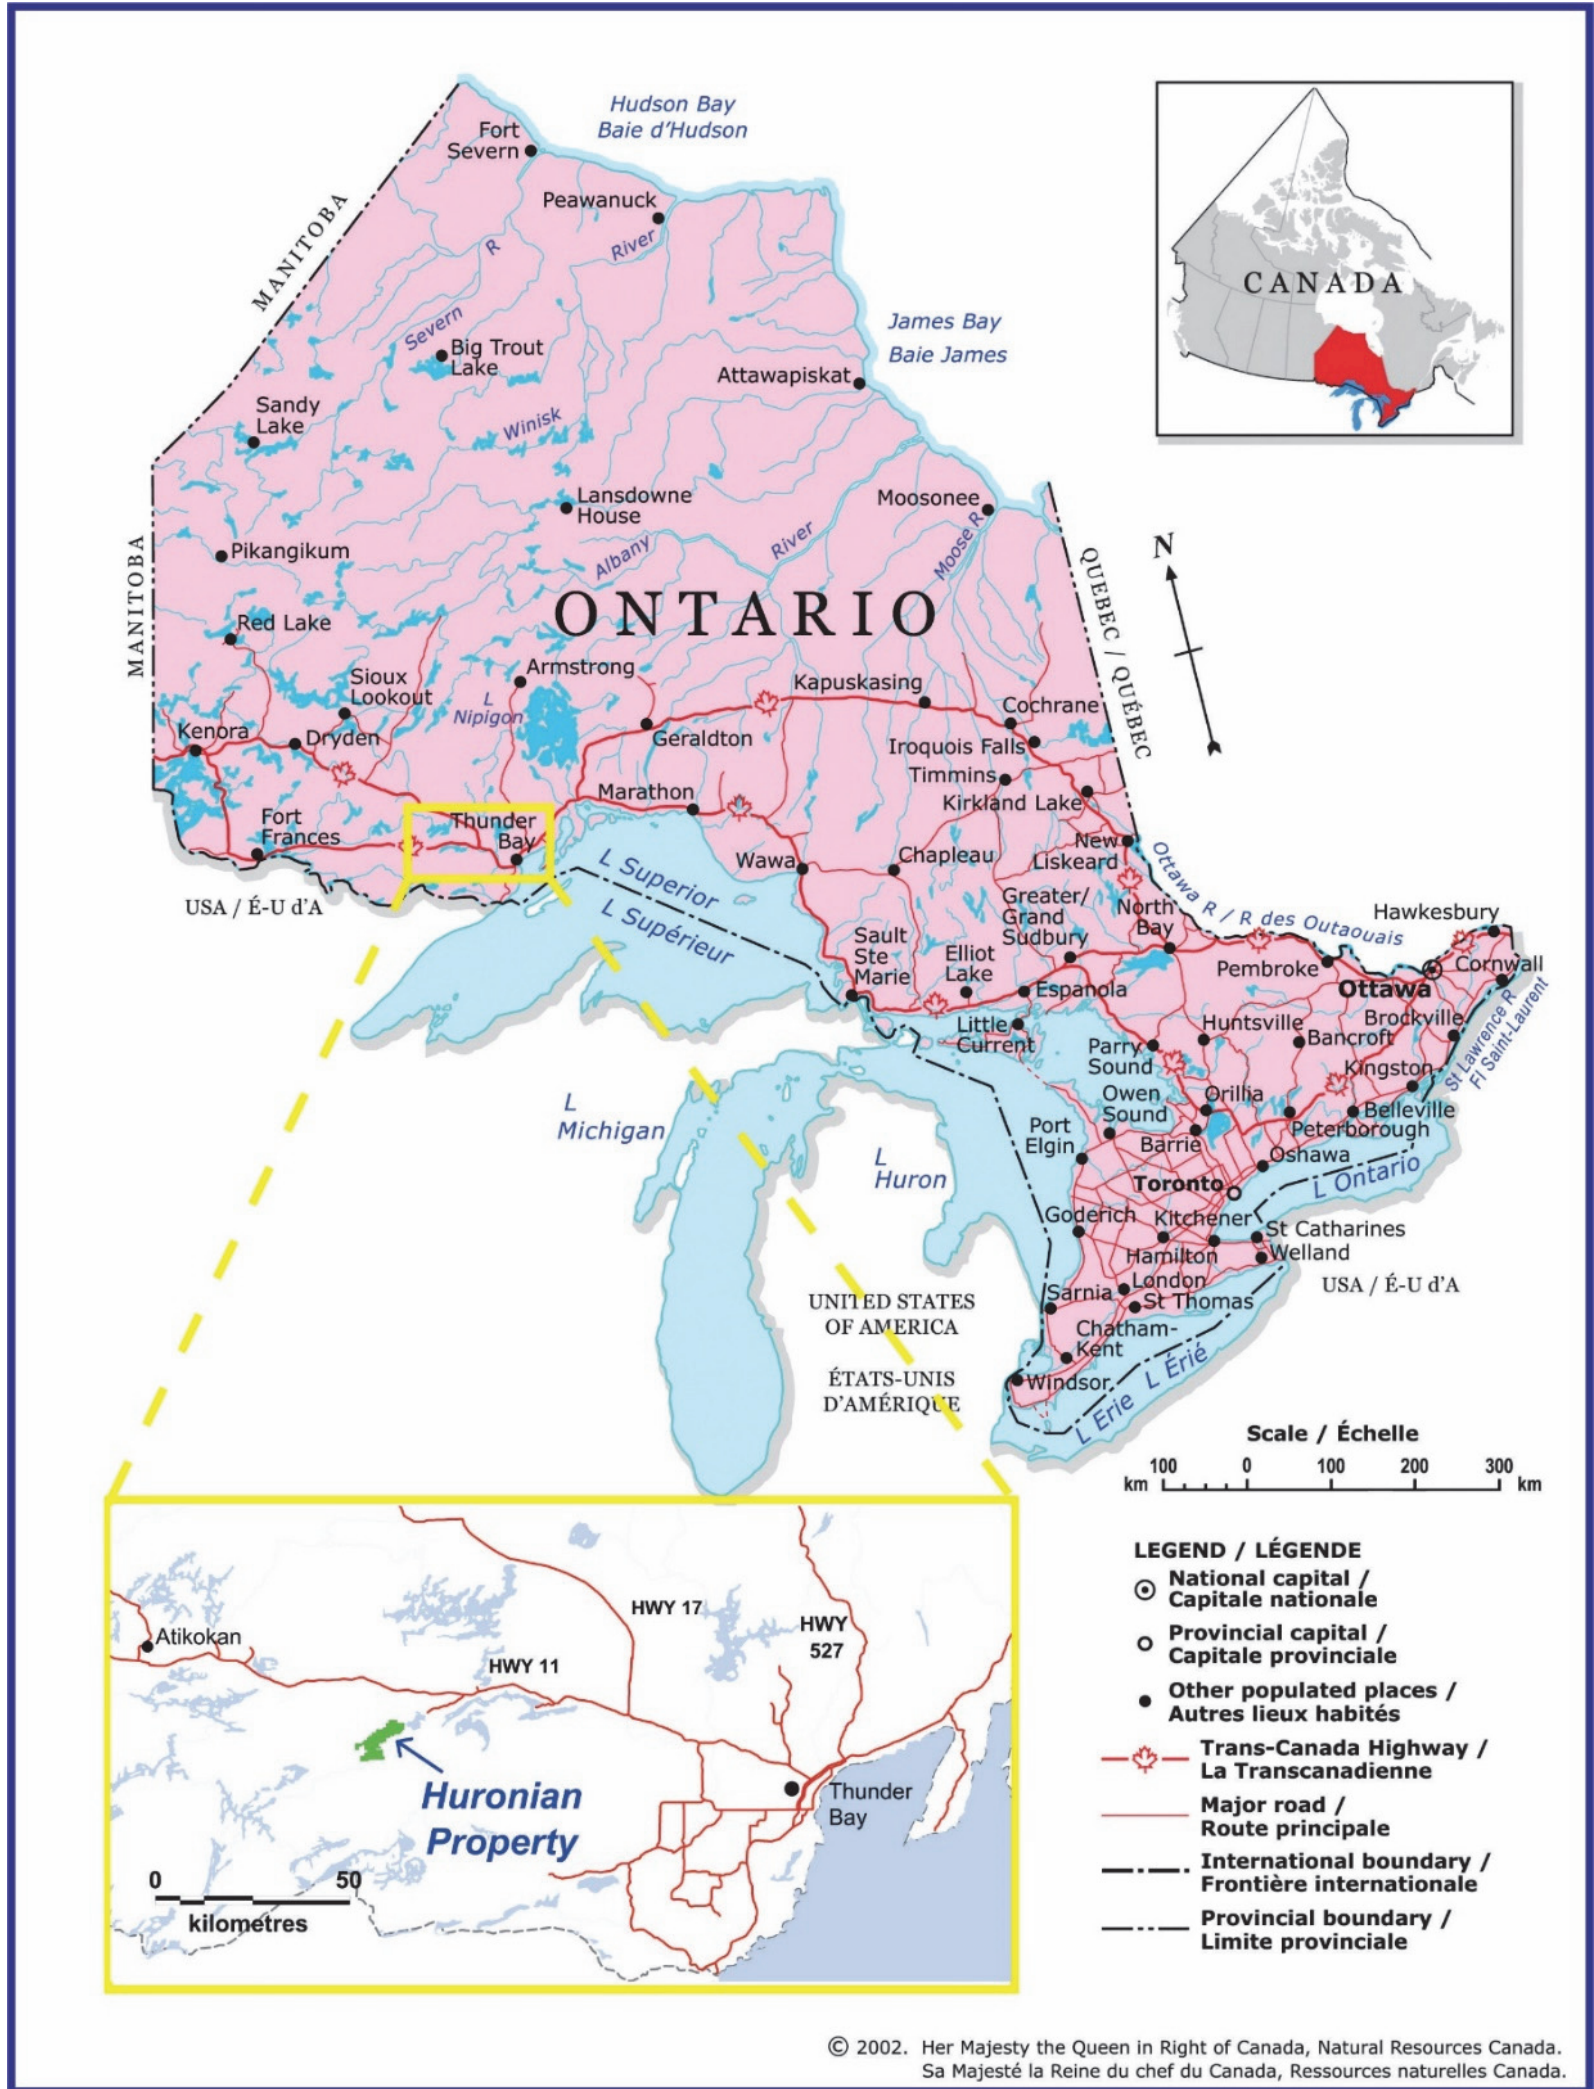 Hudson Bay
Baie d'Hudson
Fort
Severn
Peawanuck
MANITOBA
R
River
CANADA
Severn
James Bay
Baie James
Big Trout
Lake
Attawapiskat
Sandy
Lake
Winisk
Lansdowne
House
Moosonee
MANITOBA
Pikangikum
Albany
River
Moose R
N
QUEBEC / QUÉBEC
ONTARIO
Red Lake
Sioux
Lookout
Armstrong
L
Nipigon
Kapuskasing
Cochrane
Kenora
Dryden
Geraldton
Iroquois Falls
Timmins
Marathon
Kirkland Lake
Fort
Frances
Thunder
Bay
New
Liskeard
Wawa
Chapleau
L Superior
L Supérieur
Ottawa R / R des Outaouais
USA / É-U d'A
Greater/
Grand
Sudbury
North
Bay
Hawkesbury
Sault
Ste
Marie
Elliot
Lake
Pembroke
Cornwall
Ottawa
Espanola
Little
Current
Huntsville
Brockville
Bancroft
St Lawrence R
Fl Saint-Laurent
Parry
Sound
Kingston
Owen
Sound
Orillia
Belleville
L
Michigan
Port
Elgin
Barrie
Peterborough
L
Huron
Oshawa
Toronto
L Ontario
Goderich
Kitchener
St Catharines
Hamilton
Welland
London
USA / É-U d'A
Sarnia
St Thomas
UNITED STATES
OF AMERICA
Chatham-
Kent
ÉTATS-UNIS
D'AMÉRIQUE
Windsor
L Erie L Érié
Scale / Échelle
100 0 100 200 300
km km
HWY 17
HWY
527
Atikokan
HWY 11
Huronian
Property
Thunder
Bay
0 50
kilometres
LEGEND / LÉGENDE
National capital /
Capitale nationale
Provincial capital /
Capitale provinciale
Other populated places /
Autres lieux habités
Trans-Canada Highway /
La Transcanadienne
Major road /
Route principale
International boundary /
Frontière internationale
Provincial boundary /
Limite provinciale
© 2002. Her Majesty the Queen in Right of Canada, Natural Resources Canada.
Sa Majesté la Reine du chef du Canada, Ressources naturelles Canada.